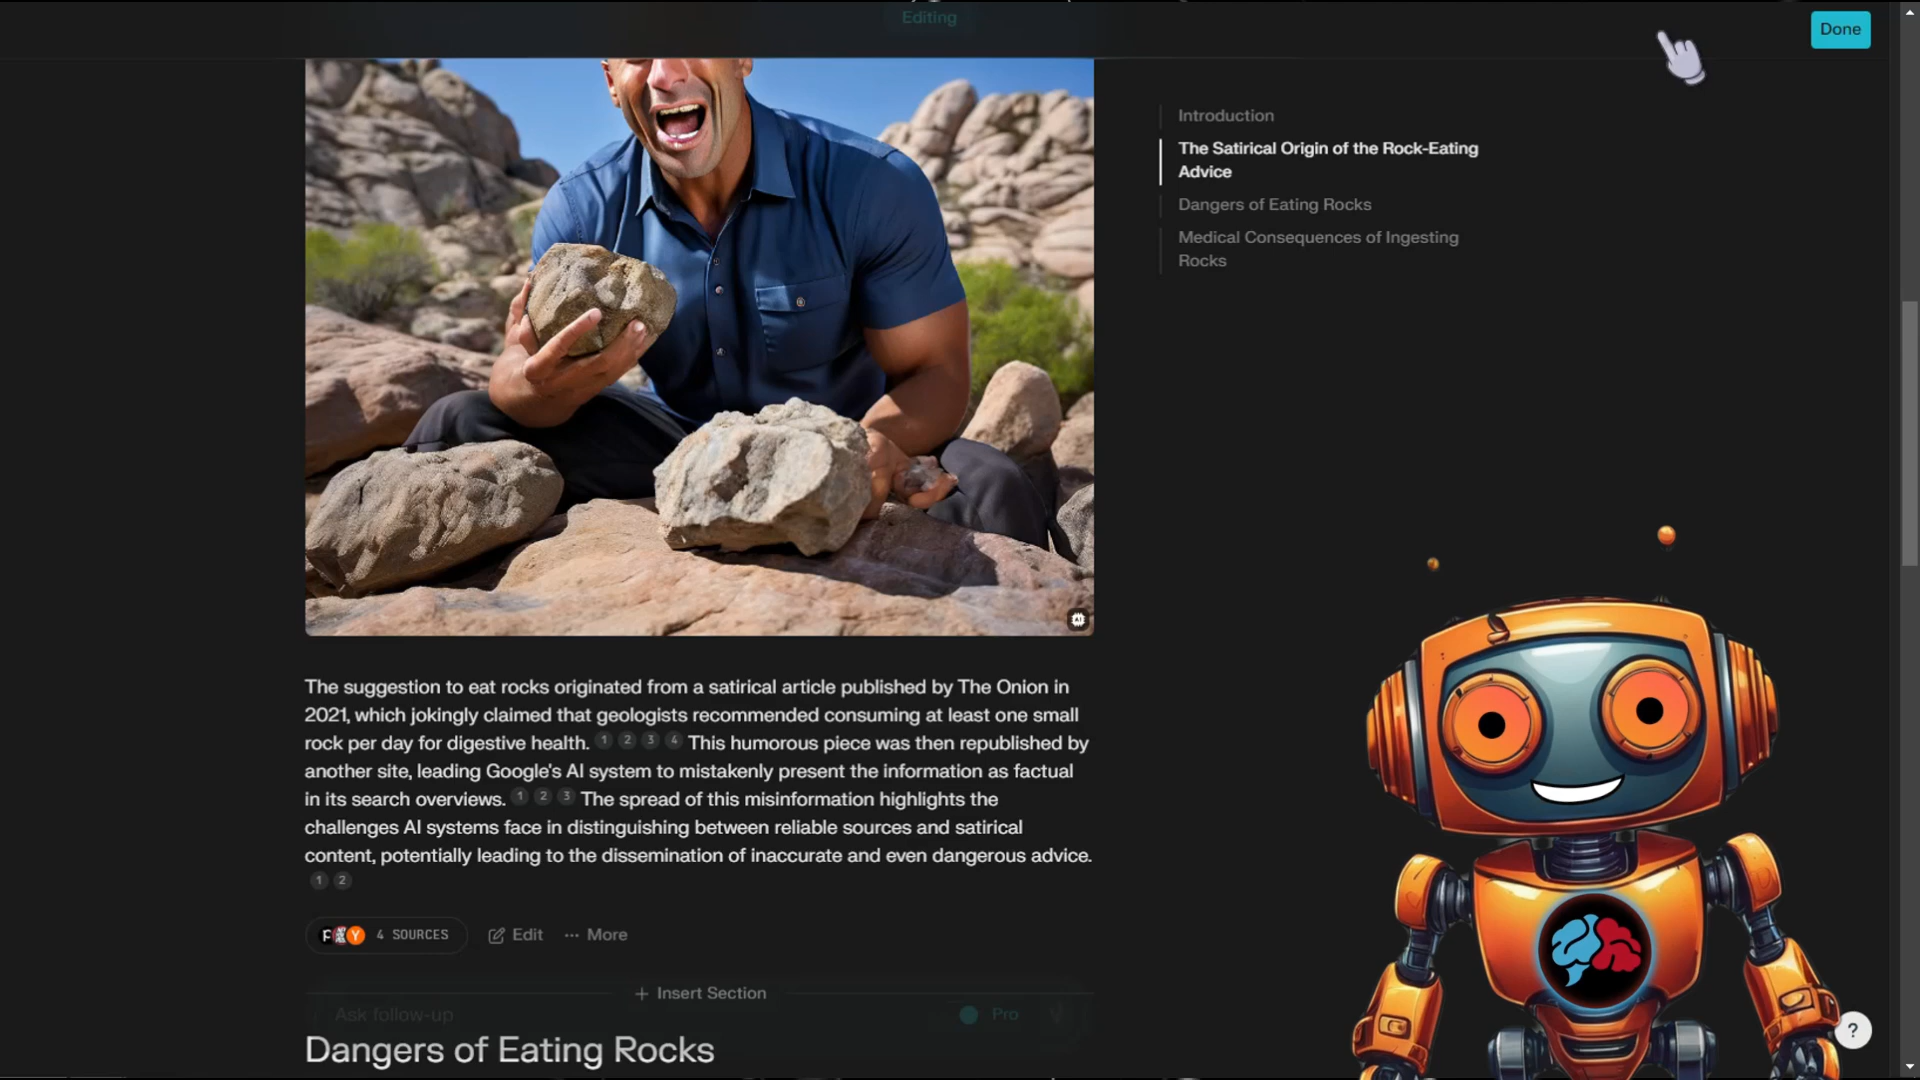 Editing
Done
Introduction
The Satirical Origin of the Rock-Eating
Advice
Dangers of Eating Rocks
Medical Consequences of Ingesting
Rocks
AI
The suggestion to eat rocks originated from a satirical article published by The Onion in
2021, which jokingly claimed that geologists recommended consuming at least one small
rock per day for digestive health. 1 2 3 4 This humorous piece was then republished by
another site, leading Google's AI system to mistakenly present the information as factual
in its search overviews. 1 2 3 The spread of this misinformation highlights the
challenges AI systems face in distinguishing between reliable sources and satirical
content, potentially leading to the dissemination of inaccurate and even dangerous advice.
1 2
4 SOURCES Edit ··· More
+ Insert Section
Ask follow-up Pro
Dangers of Eating Rocks
?